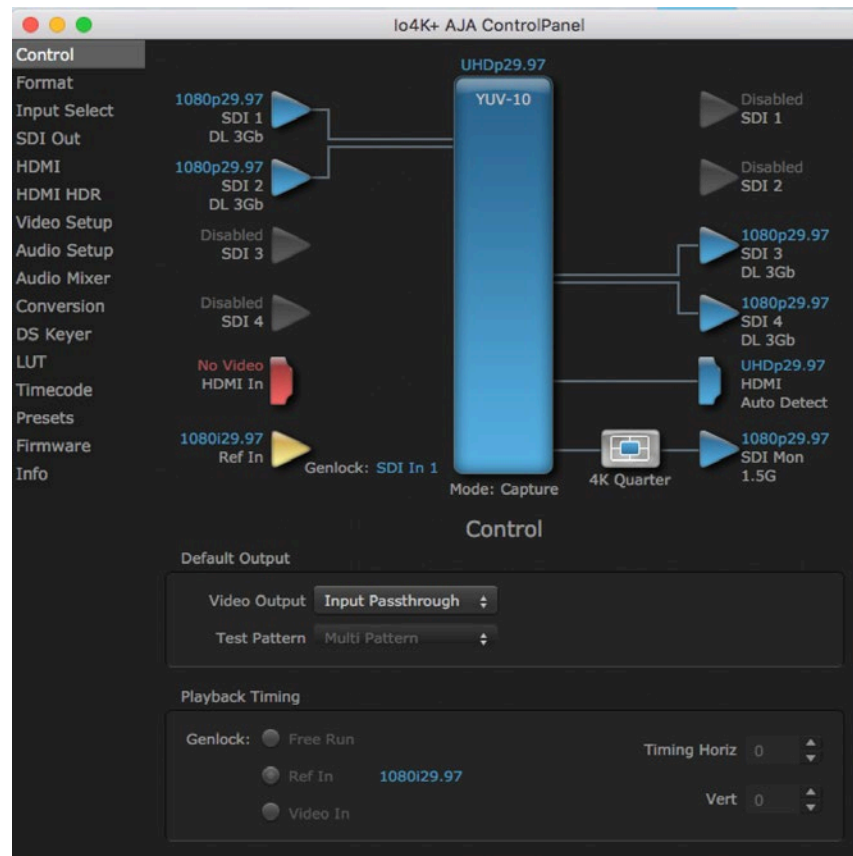 Io4K+ AJA ControlPanel
Control
Format
Input Select
SDI Out
HDMI
HDMI HDR
Video Setup
Audio Setup
Audio Mixer
Conversion
DS Keyer
LUT
Timecode
Presets
Firmware
Info
1080p29.97
SDI 1
DL 3Gb
1080p29.97
SDI 2
DL 3Gb
Disabled
SDI 3
Disabled
SDI 4
No Video
HDMI In
1080i29.97
Ref In
Genlock: SDI In 1
UHDp29.97
YUV-10
Mode: Capture
4K Quarter
Disabled
SDI 1
Disabled
SDI 2
1080p29.97
SDI 3
DL 3Gb
1080p29.97
SDI 4
DL 3Gb
UHDp29.97
HDMI
Auto Detect
1080p29.97
SDI Mon
1.5G
Control
Default Output
Video Output Input Passthrough
Test Pattern Multi Pattern
Playback Timing
Genlock: Free Run
Ref In 1080i29.97
Video In
Timing Horiz 0
Vert 0